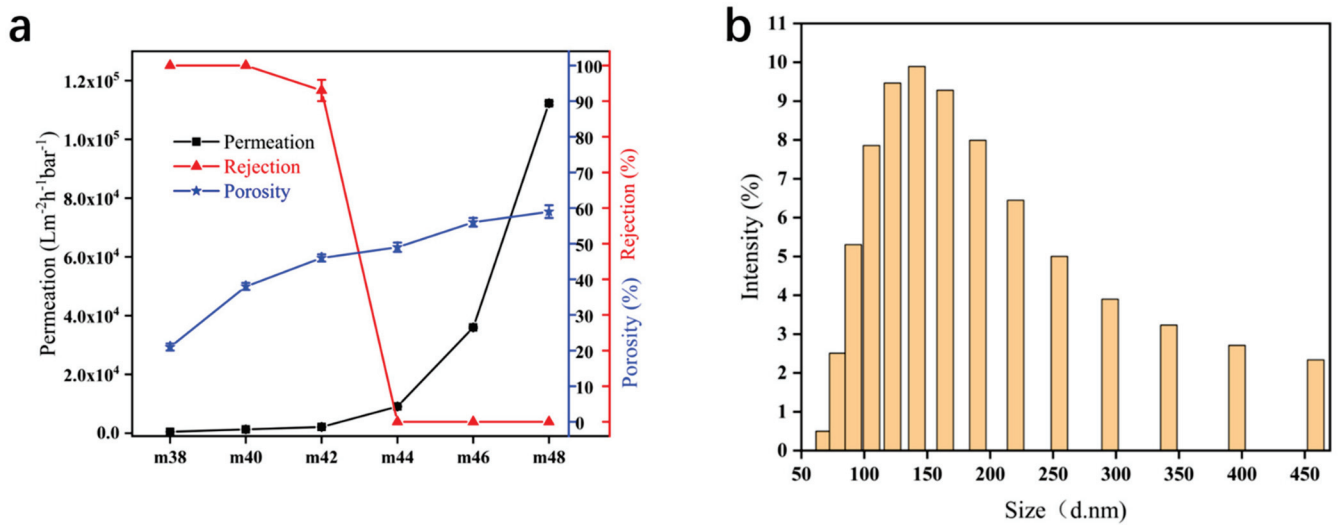 a
Permeation (Lm-2h-1bar-1)
1.2x10^5
1.0x10^5
8.0x10^4
6.0x10^4
4.0x10^4
2.0x10^4
0.0
Permeation
Rejection
Porosity
m38 m40 m42 m44 m46 m48
100
90
80
70
60
50
40
30
20
10
0
Rejection (%)
Porosity (%)
b
Intensity (%)
11
10
9
8
7
6
5
4
3
2
1
0
50 100 150 200 250 300 350 400 450
Size（d.nm)